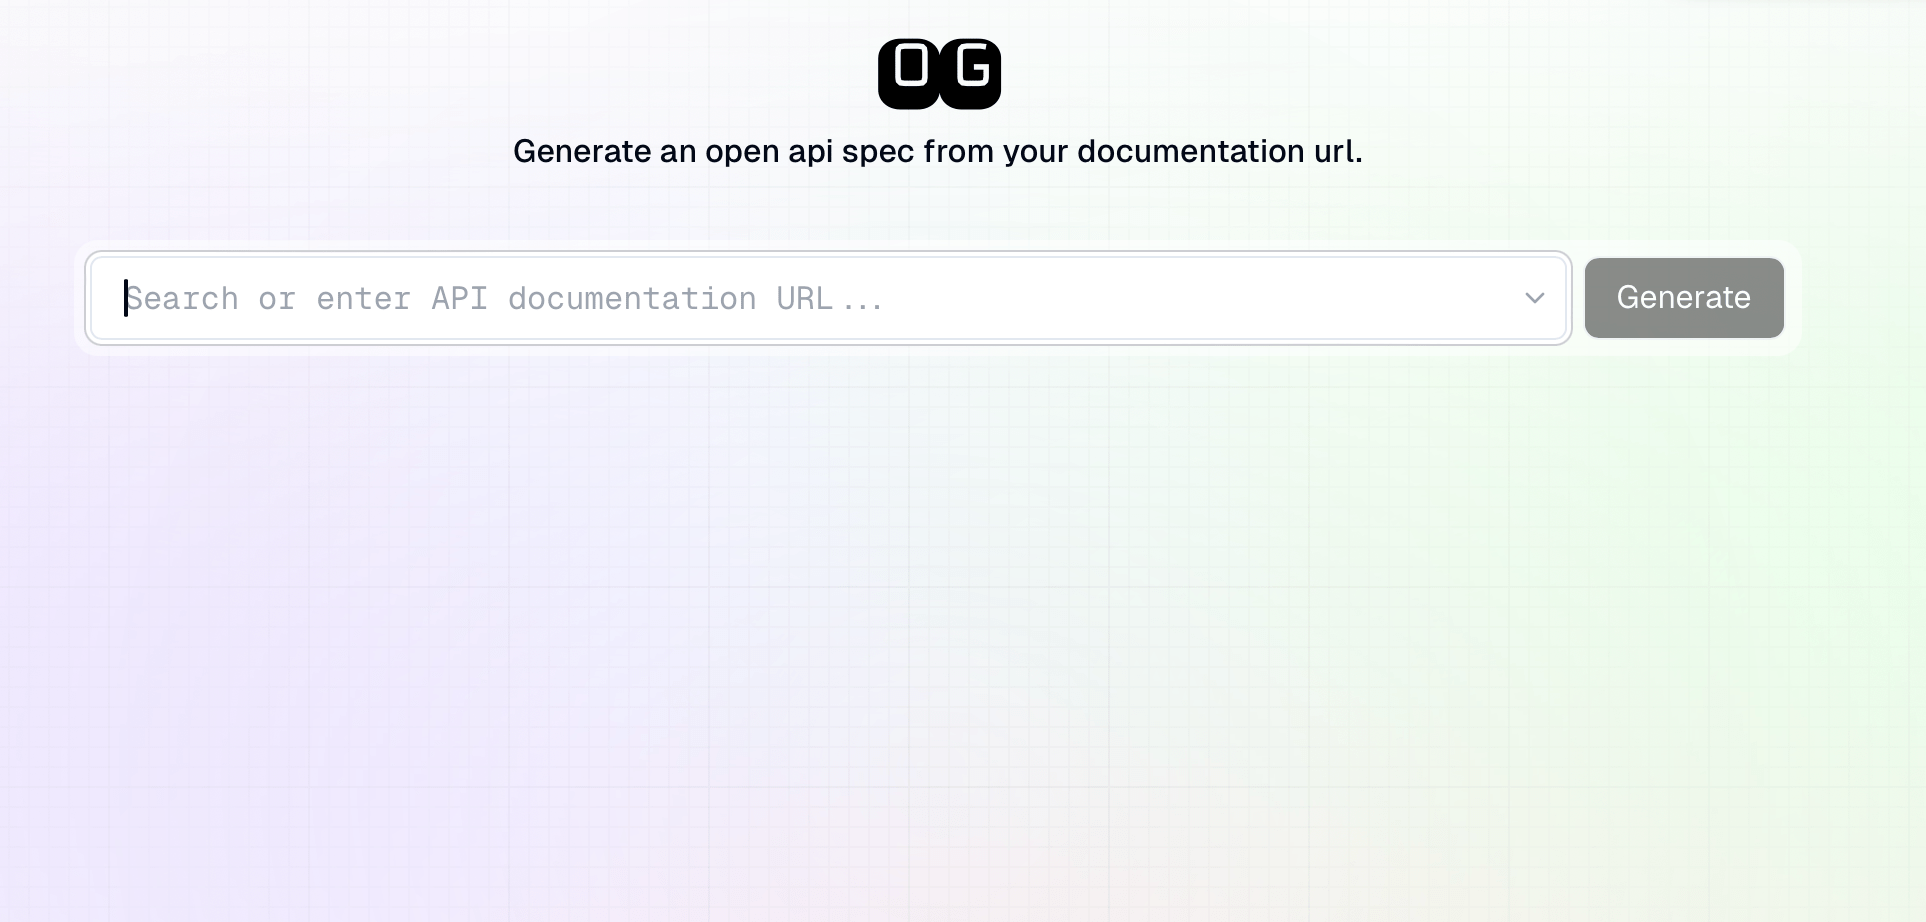 OG
Generate an open api spec from your documentation url.
Search or enter API documentation URL...
Generate